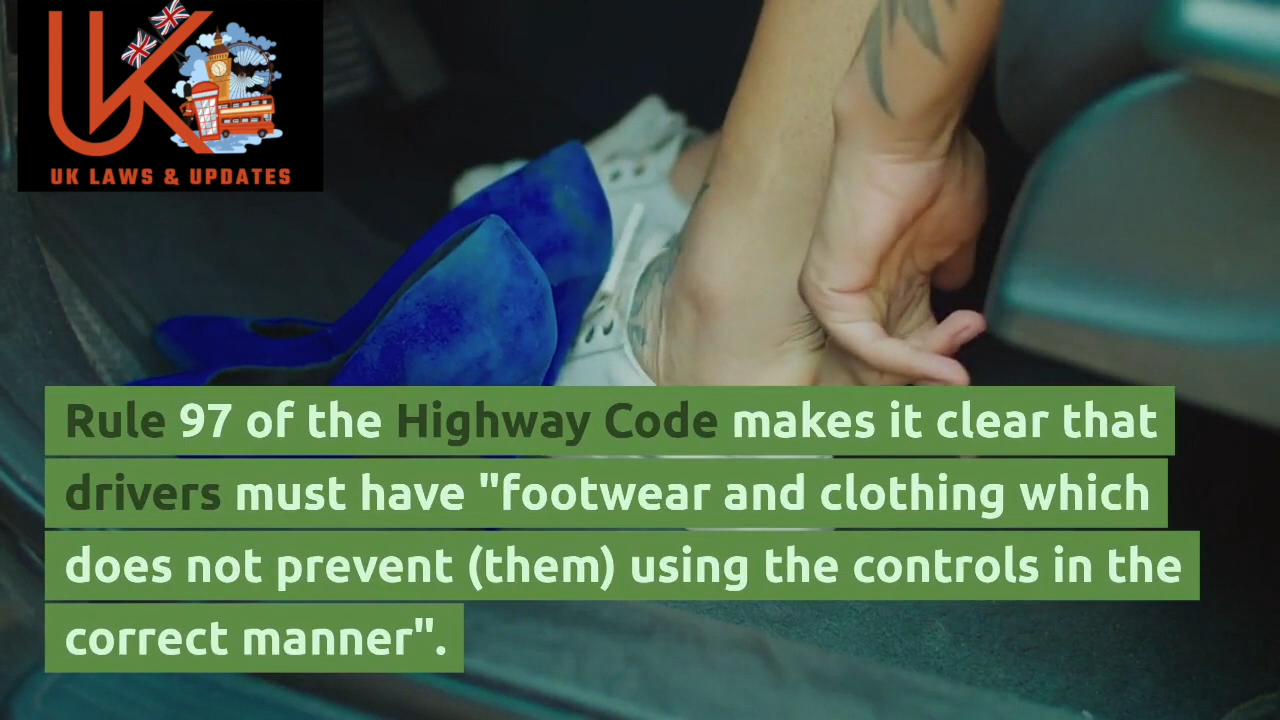 UK
UK LAWS & UPDATES
Rule 97 of the Highway Code makes it clear that
drivers must have "footwear and clothing which
does not prevent (them) using the controls in the
correct manner".